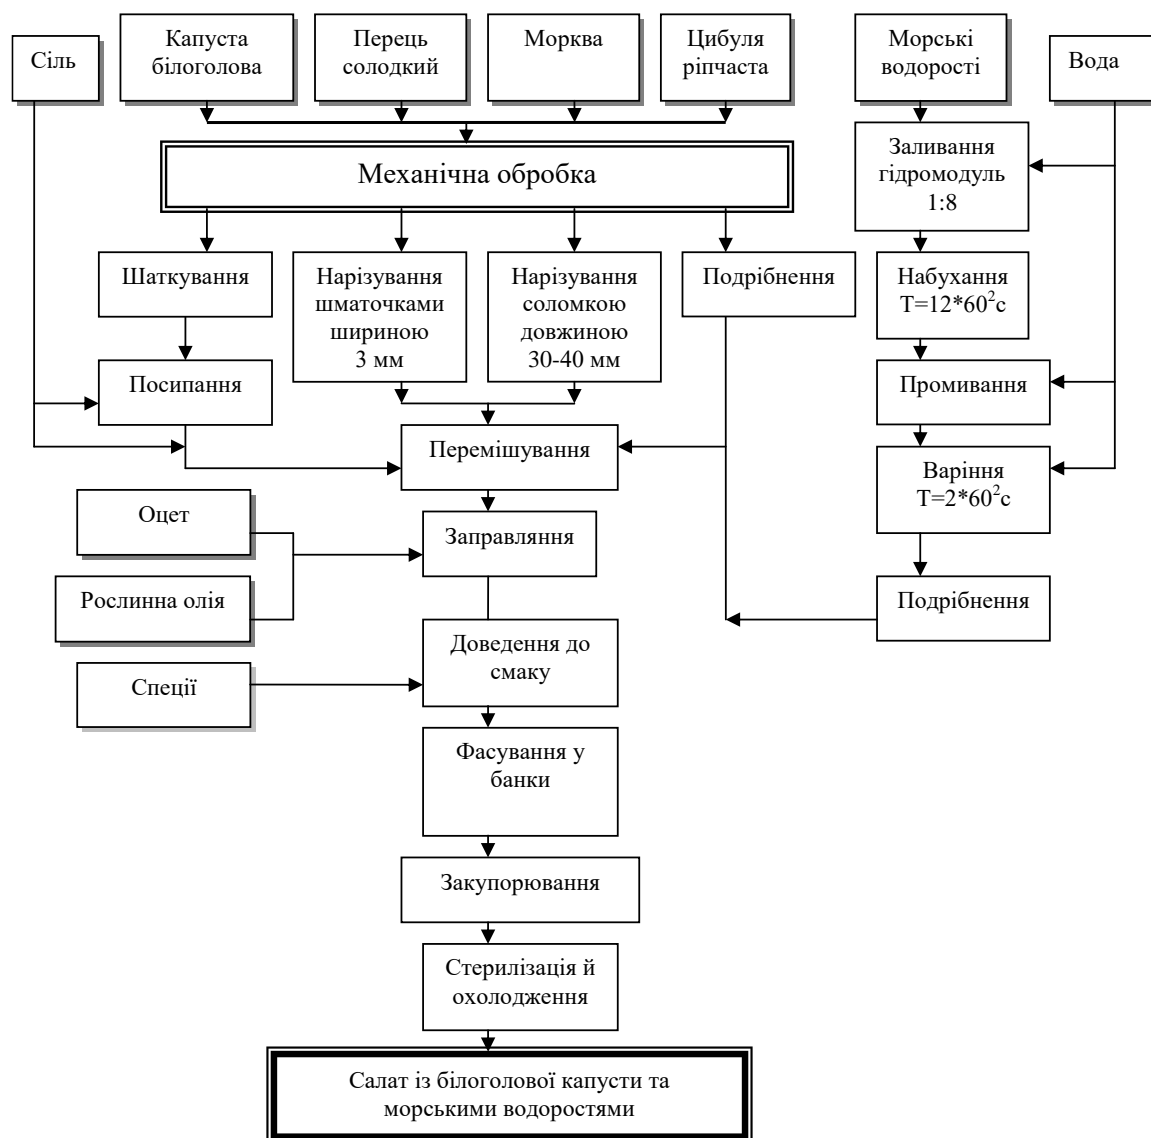 Сіль
Капуста
білоголова
Перець
солодкий
Морква
Цибуля
ріпчаста
Морські
водорості
Вода
Механічна обробка
Заливання
гідромодуль
1:8
Шаткування
Нарізування
шматочками
шириною
3 мм
Нарізування
соломкою
довжиною
30-40 мм
Подрібнення
Набухання
Т=12*60²с
Посипання
Промивання
Перемішування
Варіння
Т=2*60²с
Оцет
Заправляння
Рослинна олія
Подрібнення
Доведення до
смаку
Спеції
Фасування у
банки
Закупорювання
Стерилізація й
охолодження
Салат із білоголової капусти та
морськими водоростями